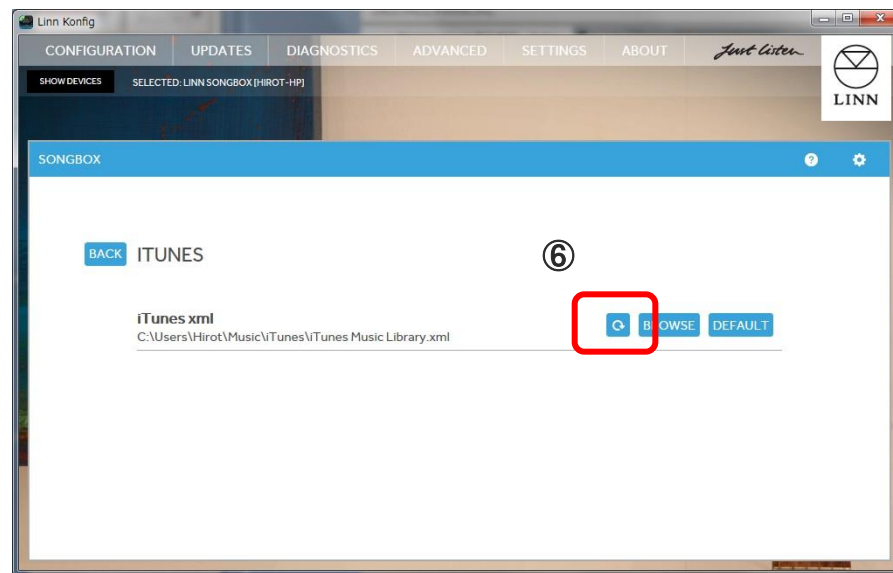 Linn Konfig
CONFIGURATION UPDATES DIAGNOSTICS ADVANCED SETTINGS ABOUT Just listen
SHOW DEVICES SELECTED: LINN SONGBOX [HIROT-HP]
LINN
SONGBOX
BACK ITUNES
⑥
iTunes xml
BROWSE DEFAULT
C:\Users\Hirot\Music\iTunes\iTunes Music Library.xml